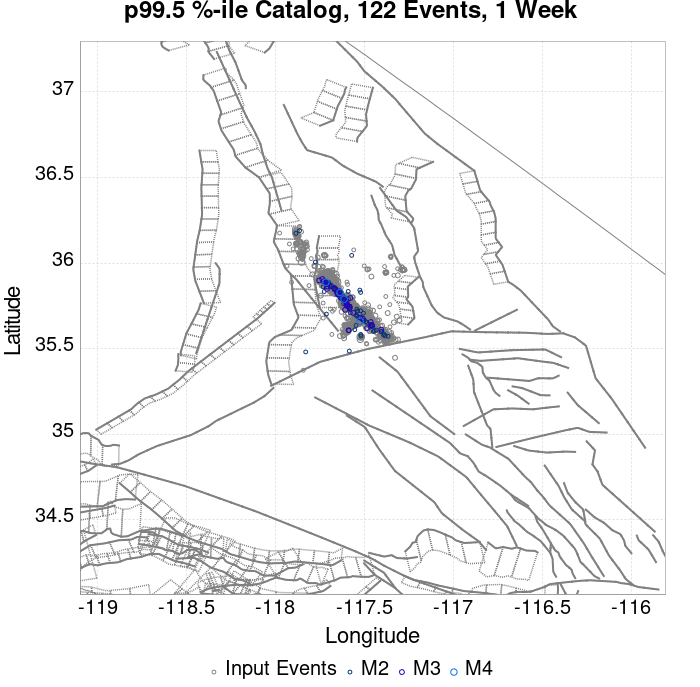 p99.5 %-ile Catalog, 122 Events, 1 Week
37
36.5
36
35.5
35
34.5
Latitude
-119 -118.5 -118 -117.5 -117 -116.5 -116
Longitude
Input Events M2 M3 M4